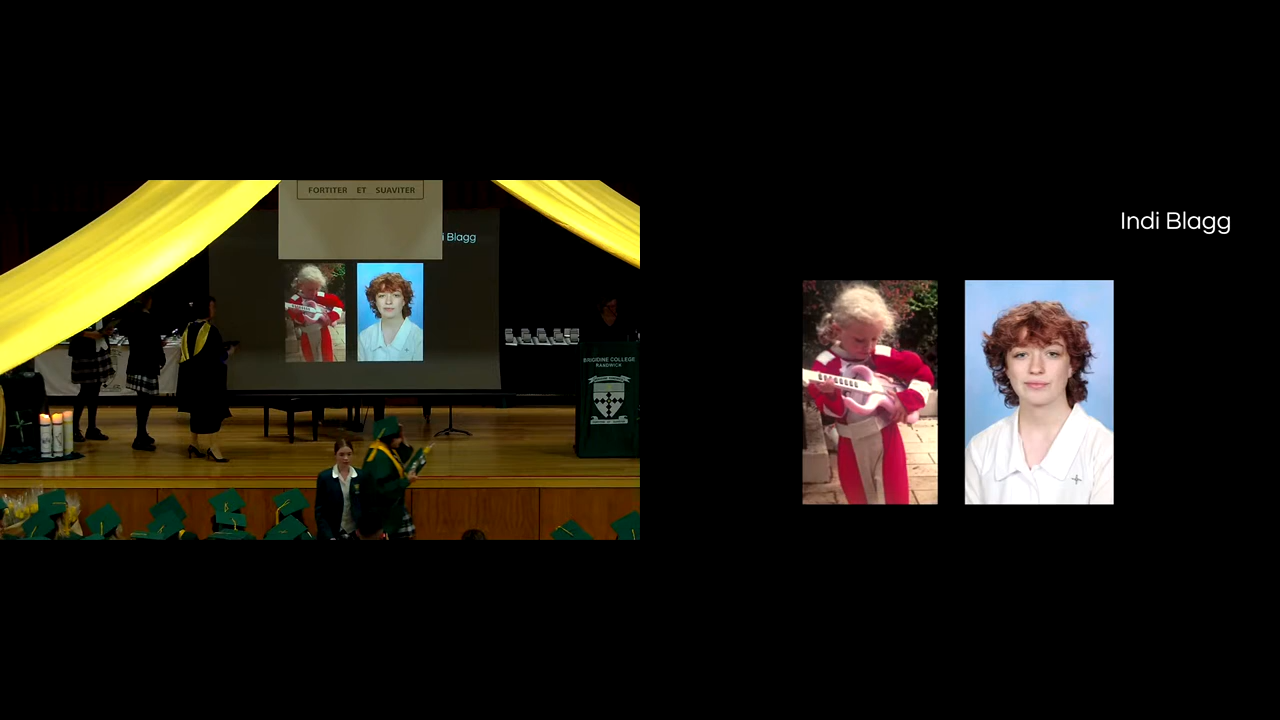 FORTITER ET SUAVITER
i Blagg
BRIGIDINE COLLEGE
RANDWICK
Indi Blagg